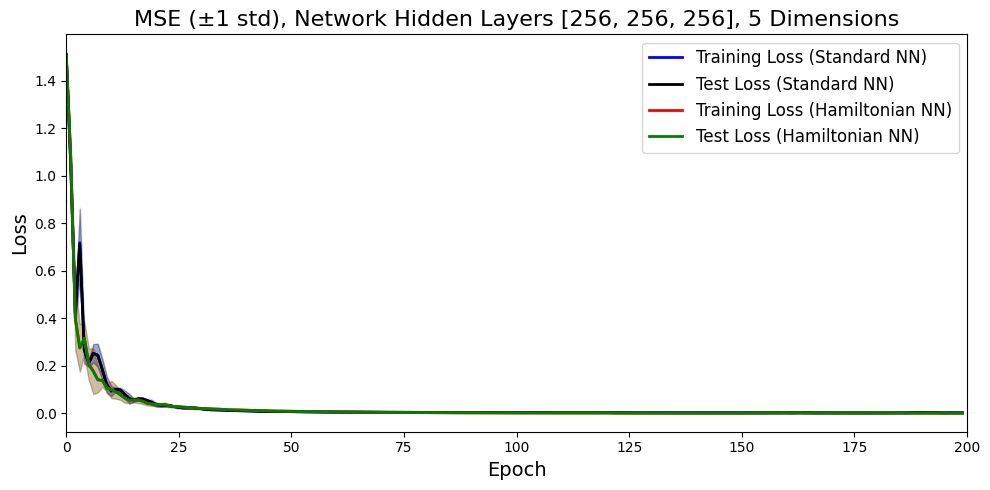 MSE (±1 std), Network Hidden Layers [256, 256, 256], 5 Dimensions
Training Loss (Standard NN)
Test Loss (Standard NN)
Training Loss (Hamiltonian NN)
Test Loss (Hamiltonian NN)
Loss
1.4
1.2
1.0
0.8
0.6
0.4
0.2
0.0
0 25 50 75 100 125 150 175 200
Epoch